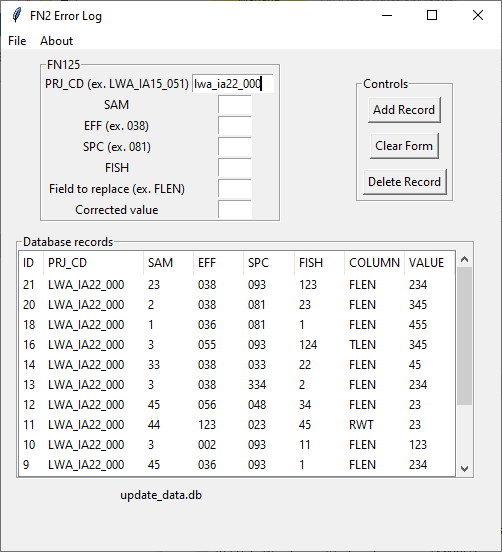 FN2 Error Log
File About
FN125
PRJ_CD (ex. LWA_IA15_051) lwa_ia22_000
SAM
EFF (ex. 038)
SPC (ex. 081)
FISH
Field to replace (ex. FLEN)
Corrected value
Controls
Add Record
Clear Form
Delete Record
Database records
ID PRJ_CD SAM EFF SPC FISH COLUMN VALUE
21 LWA_IA22_000 23 038 093 123 FLEN 234
20 LWA_IA22_000 2 038 081 23 FLEN 345
18 LWA_IA22_000 1 036 081 1 FLEN 455
16 LWA_IA22_000 3 055 093 124 TLEN 345
14 LWA_IA22_000 33 038 033 22 FLEN 45
13 LWA_IA22_000 3 038 334 2 FLEN 234
12 LWA_IA22_000 45 056 048 34 FLEN 23
11 LWA_IA22_000 44 123 023 45 RWT 23
10 LWA_IA22_000 3 002 093 11 FLEN 123
9 LWA_IA22_000 45 036 093 1 FLEN 234
update_data.db